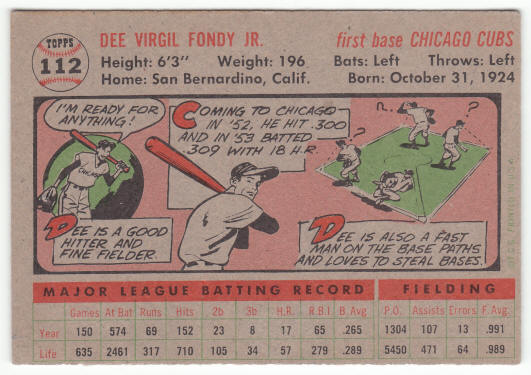 TOPPS
112
DEE VIRGIL FONDY JR.
first base CHICAGO CUBS
Height: 6'3" Weight: 196 Bats: Left Throws: Left
Home: San Bernardino, Calif. Born: October 31, 1924
I'M READY FOR
ANYTHING!
CHICAGO
DEE IS A GOOD
HITTER AND
FINE FIELDER.
COMING TO CHICAGO
IN '52, HE HIT .300
AND IN '53 BATTED
.309 WITH 18 H.R.
?
?
?
DEE IS ALSO A FAST
MAN ON THE BASE PATHS
AND LOVES TO STEAL BASES.
PRINTED IN U.S.A.
MAJOR LEAGUE BATTING RECORD FIELDING
Games At Bat Runs Hits 2b 3b H.R. R.B.I B. Avg. P.O. Assists Errors F. Avg.
Year 150 574 69 152 23 8 17 65 .265 1304 107 13 .991
Life 635 2461 317 710 105 34 57 279 .289 5450 471 64 .989